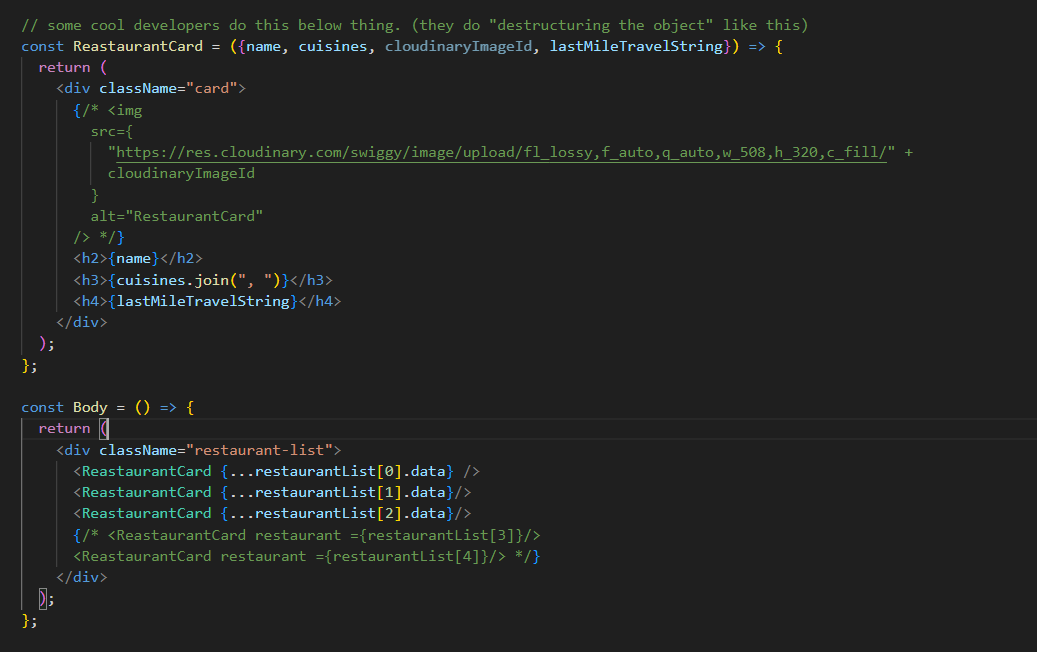 // some cool developers do this below thing. (they do "destructuring the object" like this)
const ReastaurantCard = ({name, cuisines, cloudinaryImageId, lastMileTravelString}) => {
return (
<div className="card">
{/* <img
src={
"https://res.cloudinary.com/swiggy/image/upload/fl_lossy,f_auto,q_auto,w_508,h_320,c_fill/" +
cloudinaryImageId
}
alt="RestaurantCard"
/> */}
<h2>{name}</h2>
<h3>{cuisines.join(", ")}</h3>
<h4>{lastMileTravelString}</h4>
</div>
);
};
const Body = () => {
return (
<div className="restaurant-list">
<ReastaurantCard {...restaurantList[0].data} />
<ReastaurantCard {...restaurantList[1].data}/>
<ReastaurantCard {...restaurantList[2].data}/>
{/* <ReastaurantCard restaurant ={restaurantList[3]}/>
<ReastaurantCard restaurant ={restaurantList[4]}/> */}
</div>
);
};